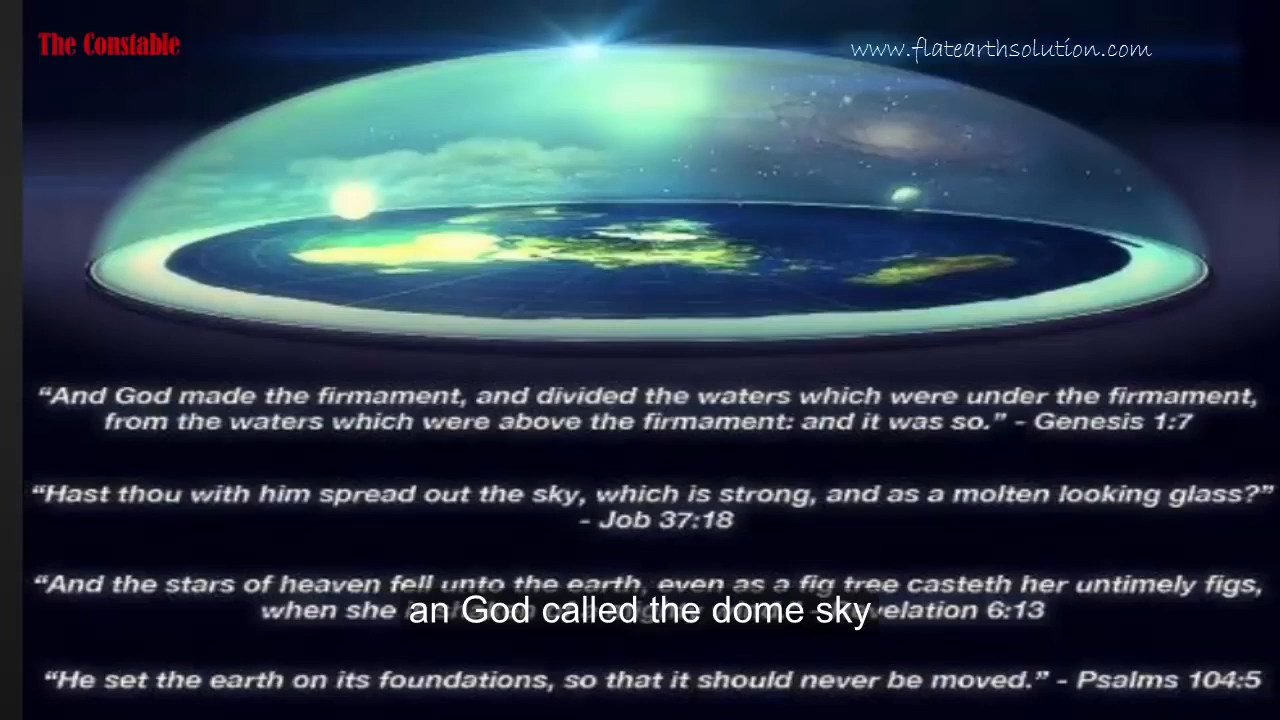 The Constable
www.flatearthsolution.com
“And God made the firmament, and divided the waters which were under the firmament,
from the waters which were above the firmament: and it was so.” - Genesis 1:7
“Hast thou with him spread out the sky, which is strong, and as a molten looking glass?”
- Job 37:18
“And the stars of heaven fell unto the earth, even as a fig tree casteth her untimely figs,
when she
an God called the dome sky
6:13
“He set the earth on its foundations, so that it should never be moved.” - Psalms 104:5